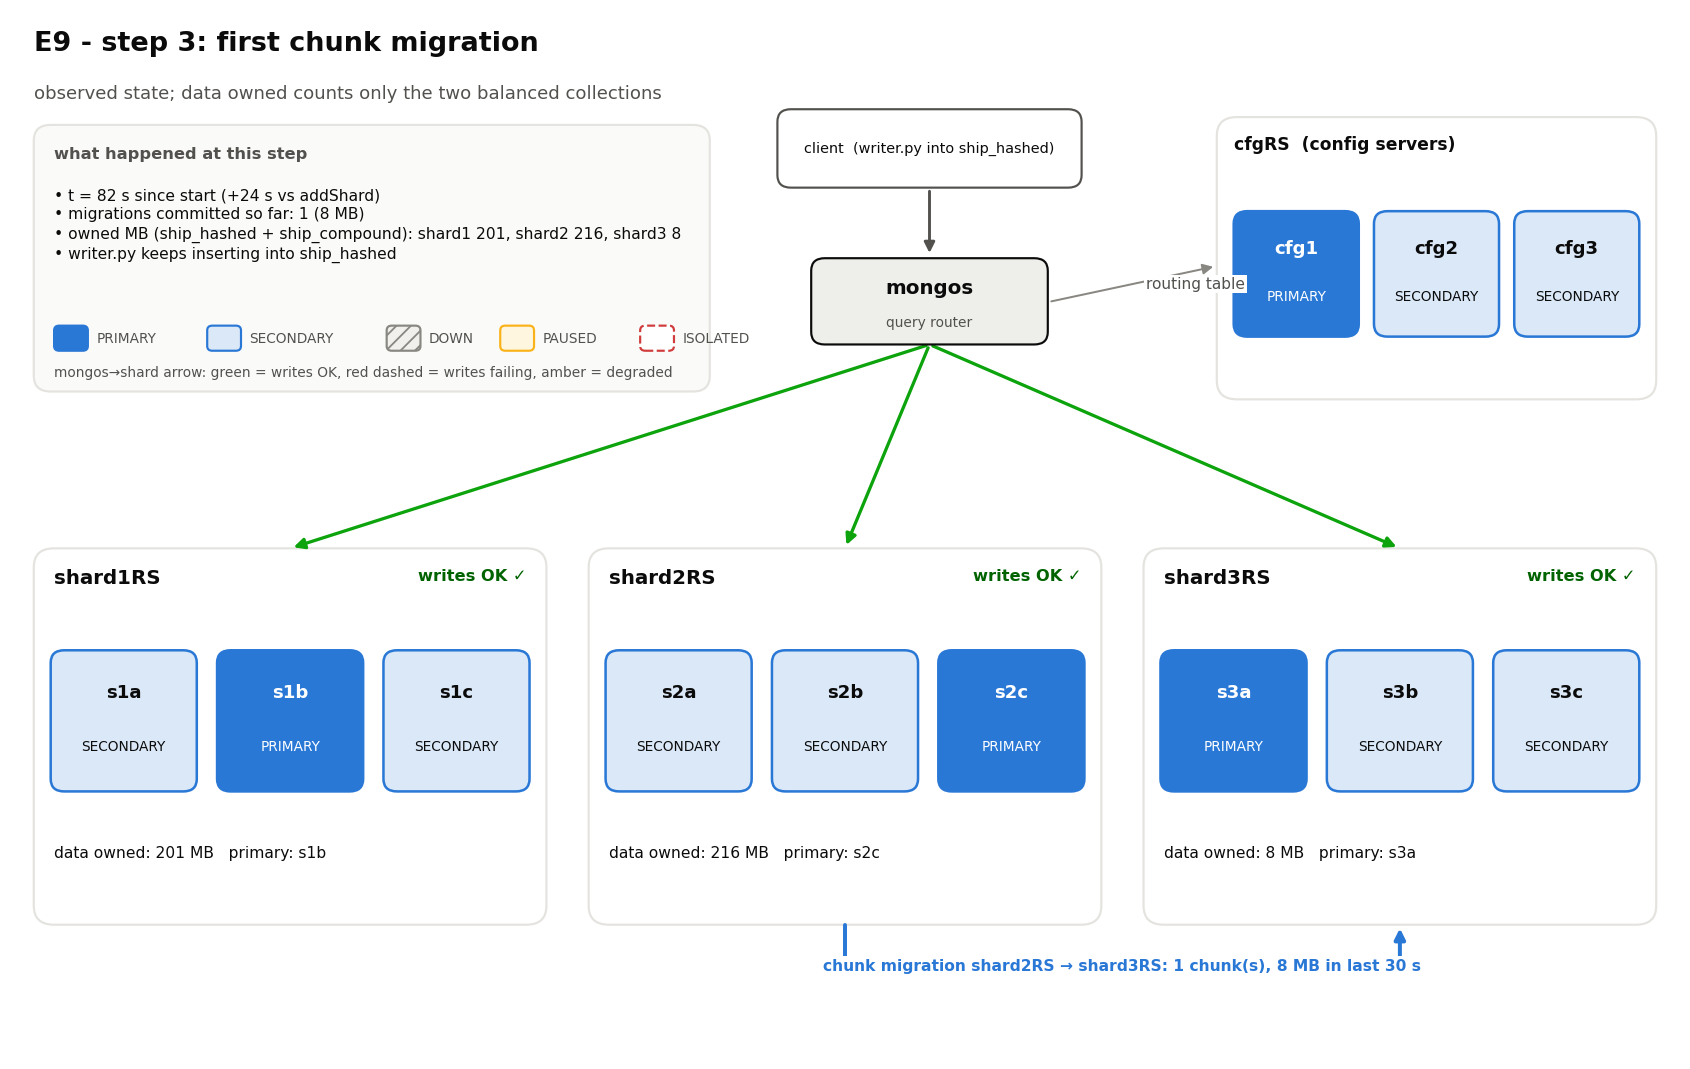 E9 - step 3: first chunk migration
observed state; data owned counts only the two balanced collections
what happened at this step
• t = 82 s since start (+24 s vs addShard)
• migrations committed so far: 1 (8 MB)
• owned MB (ship_hashed + ship_compound): shard1 201, shard2 216, shard3 8
• writer.py keeps inserting into ship_hashed
PRIMARY SECONDARY DOWN PAUSED ISOLATED
mongos→shard arrow: green = writes OK, red dashed = writes failing, amber = degraded
client  (writer.py into ship_hashed)
mongos
query router
routing table
cfgRS  (config servers)
cfg1 cfg2 cfg3
PRIMARY SECONDARY SECONDARY
shard1RS writes OK ✓
s1a s1b s1c
SECONDARY PRIMARY SECONDARY
data owned: 201 MB   primary: s1b
shard2RS writes OK ✓
s2a s2b s2c
SECONDARY SECONDARY PRIMARY
data owned: 216 MB   primary: s2c
shard3RS writes OK ✓
s3a s3b s3c
PRIMARY SECONDARY SECONDARY
data owned: 8 MB   primary: s3a
chunk migration shard2RS → shard3RS: 1 chunk(s), 8 MB in last 30 s